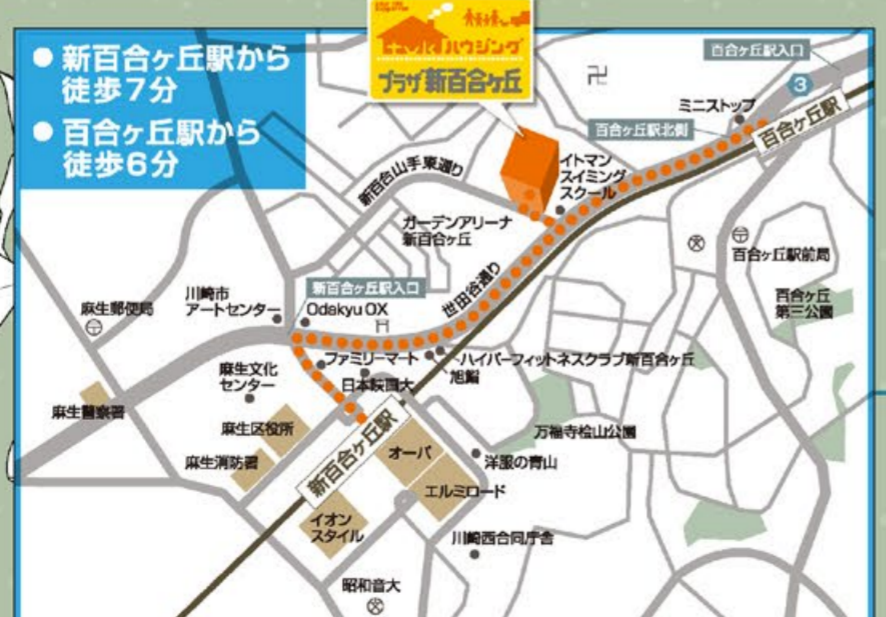 ハウジング
プラザ新百合ヶ丘
● 新百合ヶ丘駅から
徒歩7分
● 百合ヶ丘駅から
徒歩6分
百合ヶ丘駅入口
3
ミニストップ
百合ヶ丘駅北側
百合ヶ丘駅
イトマン
スイミング
スクール
新百合山手東通り
ガーデンアリーナ
新百合ヶ丘
世田谷通り
百合ヶ丘駅前局
百合ヶ丘
第三公園
新百合ヶ丘駅入口
Odakyu OX
川崎市
アートセンター
麻生郵便局
ファミリーマート
ハイパーフィットネスクラブ新百合ヶ丘
旭鮨
日本映画大
麻生文化
センター
麻生警察署
麻生区役所
麻生消防署
新百合ヶ丘駅
オーパ
エルミロード
万福寺桧山公園
洋服の青山
イオン
スタイル
川崎西合同庁舎
昭和音大